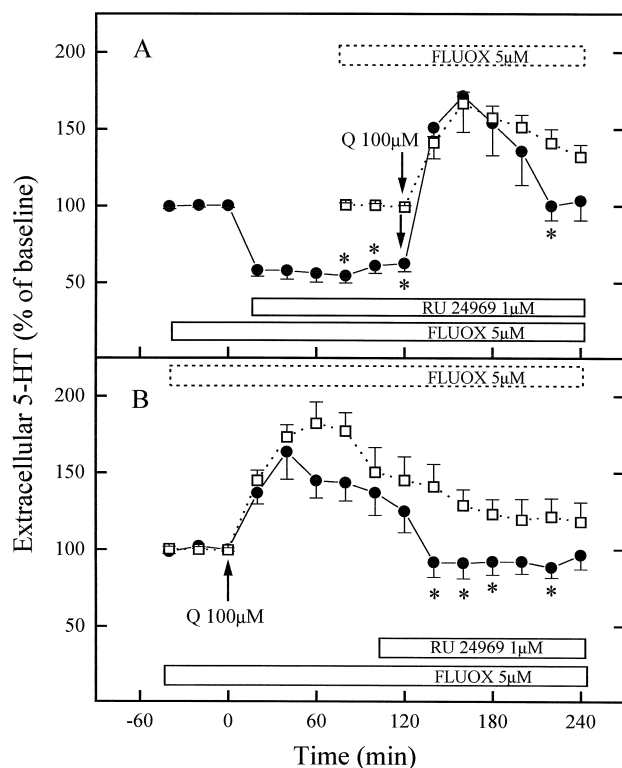 Extracellular 5-HT (% of baseline)
A
200
150
100
50
FLUOX 5µM
Q 100µM
*
*
*
*
RU 24969 1µM
FLUOX 5µM
B
200
150
100
50
FLUOX 5µM
Q 100µM
*
*
*
*
RU 24969 1µM
FLUOX 5µM
-60
0
60
120
180
240
Time (min)